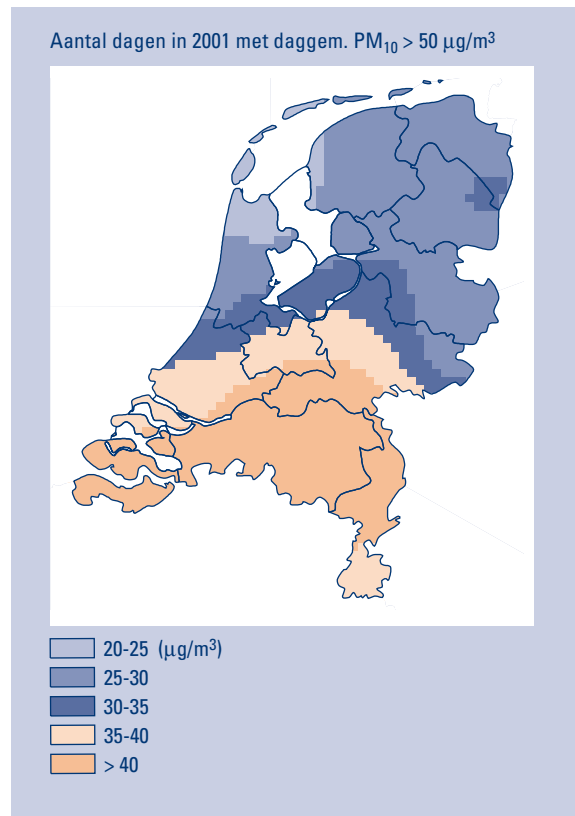 Aantal dagen in 2001 met daggem. PM₁₀ > 50 µg/m³
20-25 (µg/m³)
25-30
30-35
35-40
> 40